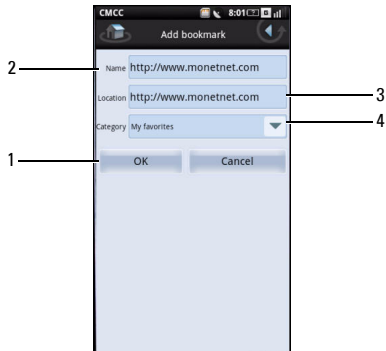 CMCC 8:01
Add bookmark
2
Name http://www.monetnet.com
Location http://www.monetnet.com
3
Category My favorites
4
1
OK Cancel